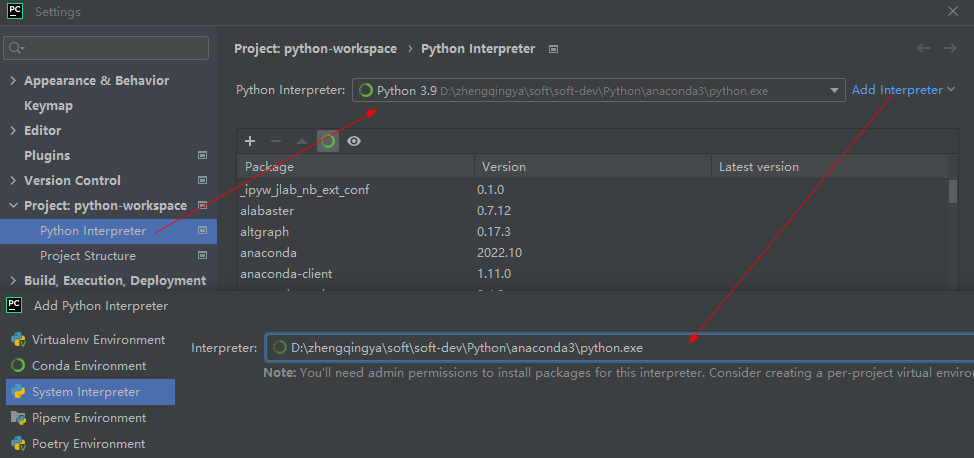 PC Settings
Project: python-workspace › Python Interpreter
Appearance & Behavior
Keymap
Editor
Plugins
Version Control
Project: python-workspace
Python Interpreter
Project Structure
Build, Execution, Deployment
Python Interpreter: Python 3.9 D:\zhengqingya\soft\soft-dev\Python\anaconda3\python.exe Add Interpreter
Package Version Latest version
_ipyw_jlab_nb_ext_conf 0.1.0
alabaster 0.7.12
altgraph 0.17.3
anaconda 2022.10
anaconda-client 1.11.0
PC Add Python Interpreter
Virtualenv Environment
Conda Environment
System Interpreter
Pipenv Environment
Poetry Environment
Interpreter: D:\zhengqingya\soft\soft-dev\Python\anaconda3\python.exe
Note: You'll need admin permissions to install packages for this interpreter. Consider creating a per-project virtual enviro